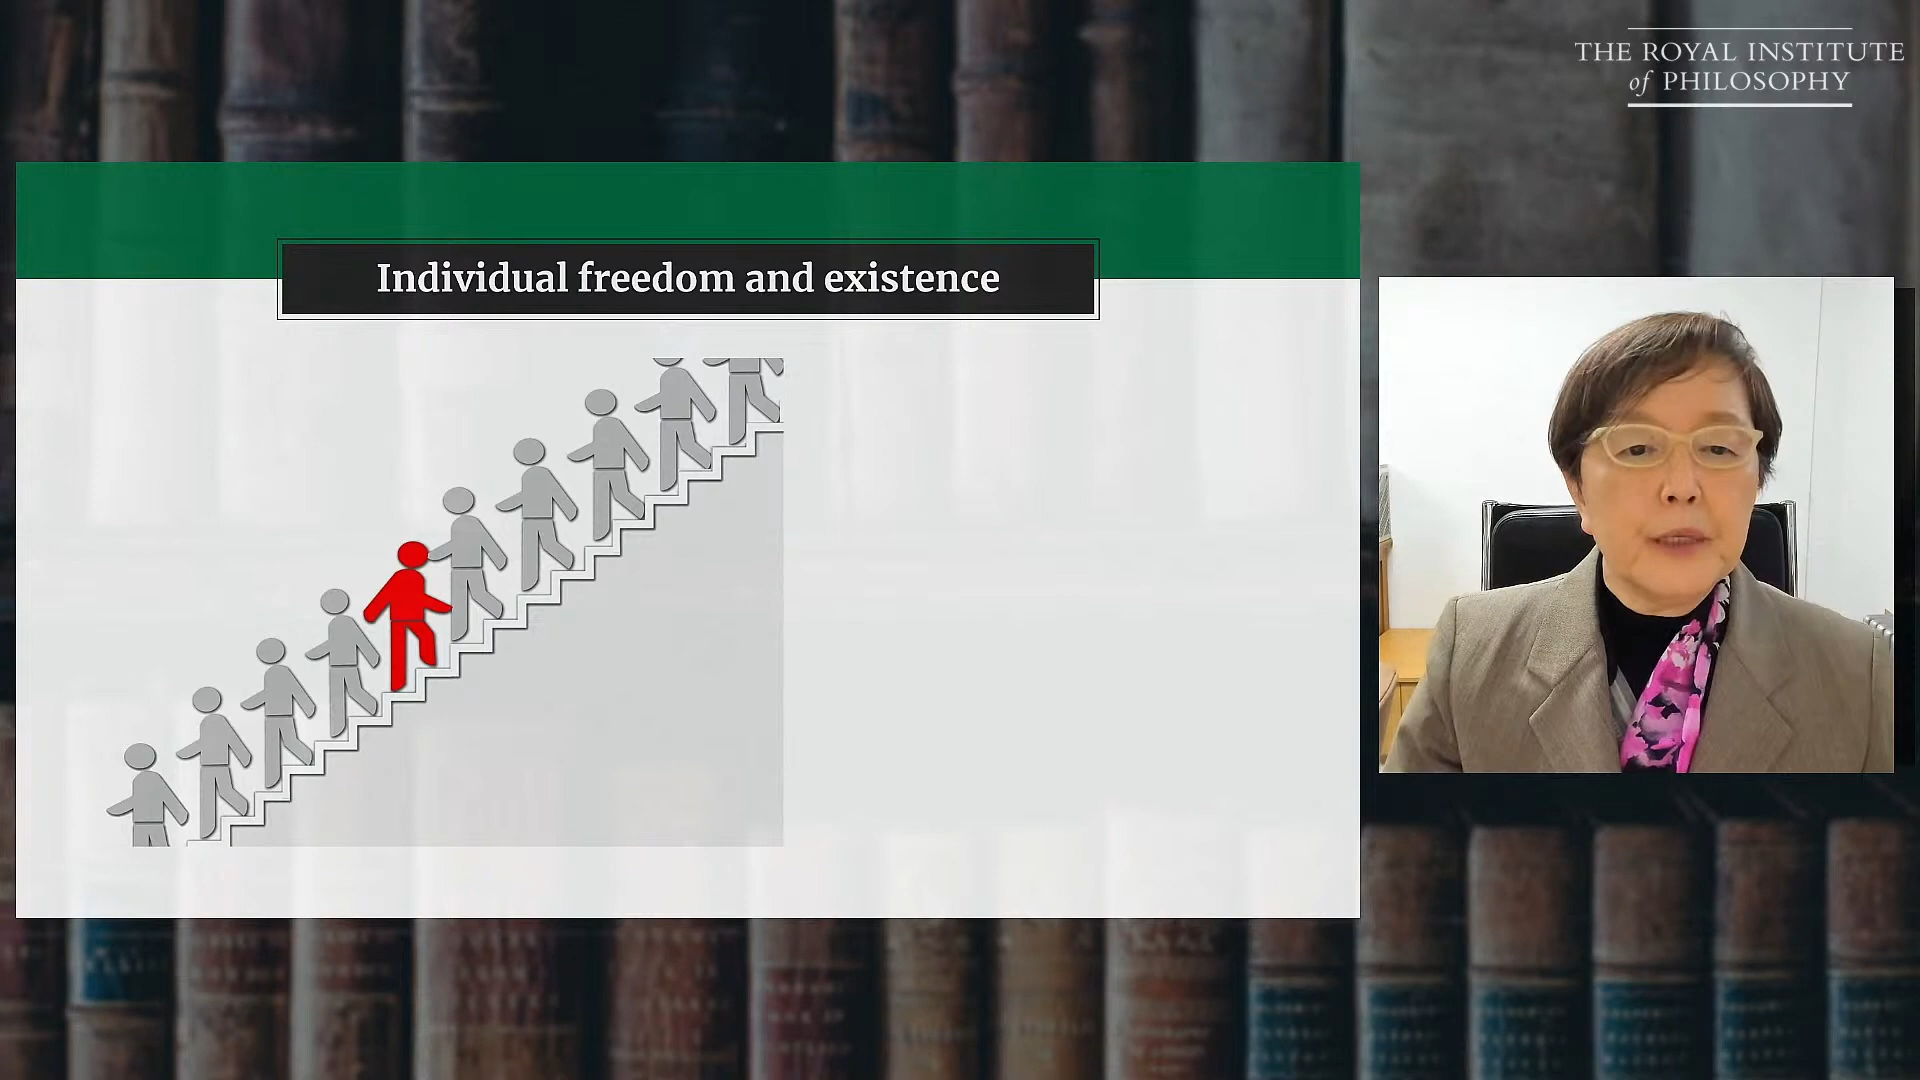 THE ROYAL INSTITUTE
of PHILOSOPHY
Individual freedom and existence